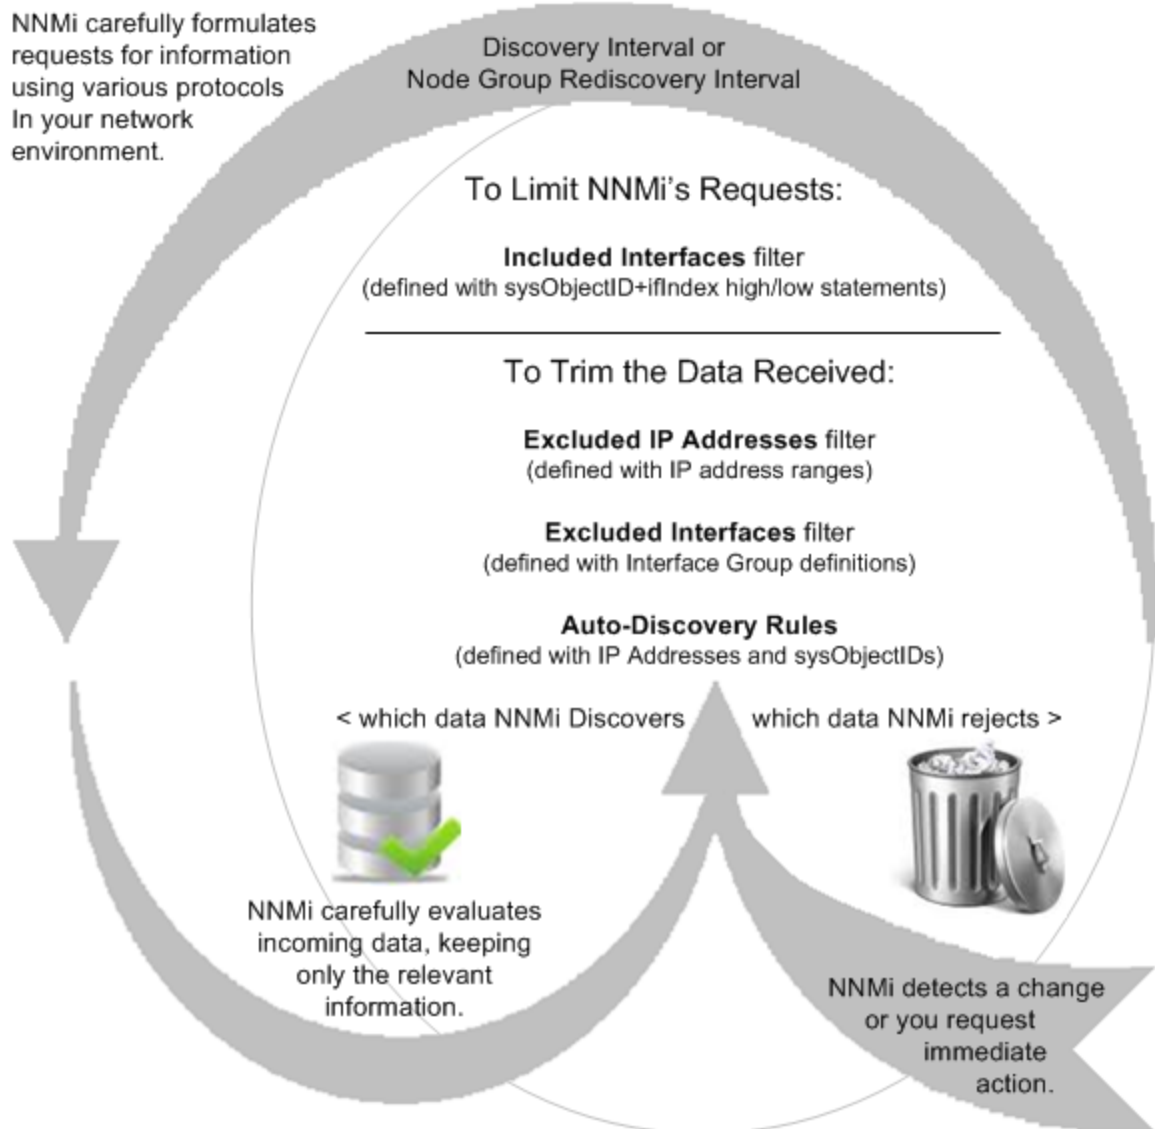 NNMi carefully formulates
requests for information
using various protocols
In your network
environment.
Discovery Interval or
Node Group Rediscovery Interval
To Limit NNMi's Requests:
Included Interfaces filter
(defined with sysObjectID+ifIndex high/low statements)
To Trim the Data Received:
Excluded IP Addresses filter
(defined with IP address ranges)
Excluded Interfaces filter
(defined with Interface Group definitions)
Auto-Discovery Rules
(defined with IP Addresses and sysObjectIDs)
< which data NNMi Discovers
which data NNMi rejects >
NNMi carefully evaluates
incoming data, keeping
only the relevant
information.
NNMi detects a change
or you request
immediate
action.